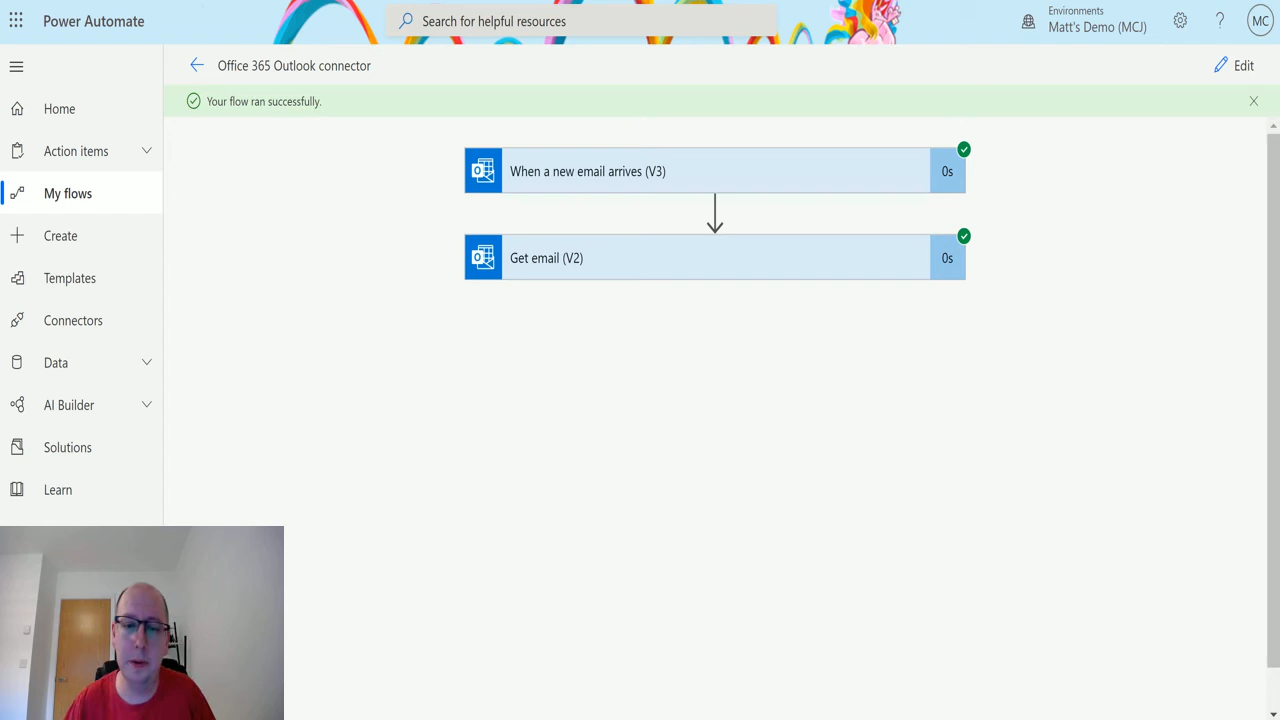 Power Automate
Search for helpful resources
Environments
Matt's Demo (MCJ)
?
MC
Office 365 Outlook connector
Edit
Your flow ran successfully.
Home
Action items
My flows
Create
Templates
Connectors
Data
AI Builder
Solutions
Learn
When a new email arrives (V3)
0s
Get email (V2)
0s